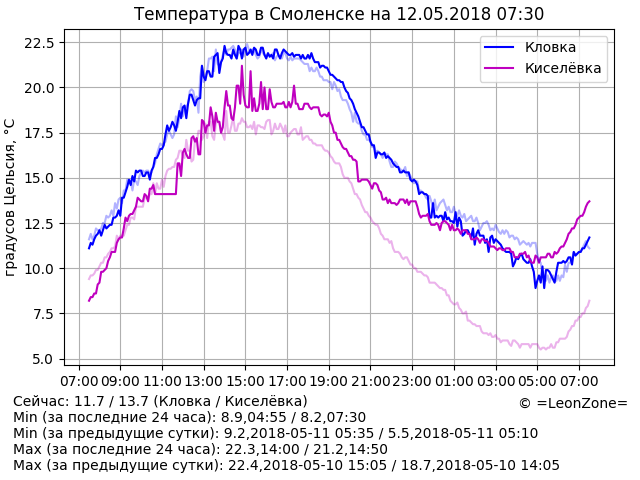 Температура в Смоленске на 12.05.2018 07:30
Кловка
Киселёвка
градусов Цельсия, °C
22.5
20.0
17.5
15.0
12.5
10.0
7.5
5.0
07:00 09:00 11:00 13:00 15:00 17:00 19:00 21:00 23:00 01:00 03:00 05:00 07:00
Сейчас: 11.7 / 13.7 (Кловка / Киселёвка)
© =LeonZone=
Min (за последние 24 часа): 8.9,04:55 / 8.2,07:30
Min (за предыдущие сутки): 9.2,2018-05-11 05:35 / 5.5,2018-05-11 05:10
Max (за последние 24 часа): 22.3,14:00 / 21.2,14:50
Max (за предыдущие сутки): 22.4,2018-05-10 15:05 / 18.7,2018-05-10 14:05